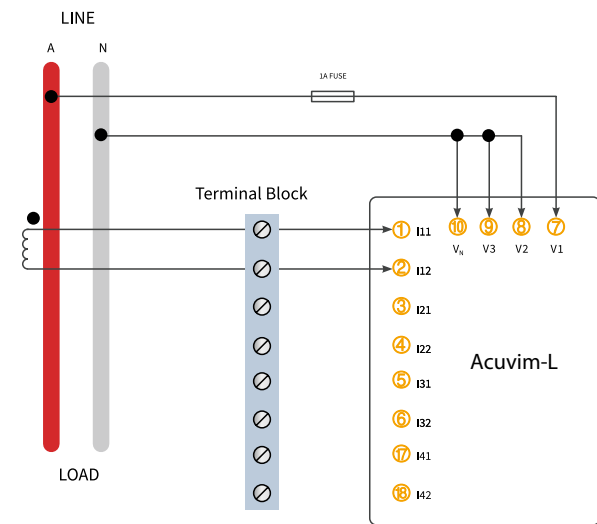 LINE
A N
1A FUSE
Terminal Block
1 I11
10 9 8 7
VN V3 V2 V1
2 I12
3 I21
4 I22
Acuvim-L
5 I31
6 I32
17 I41
18 I42
LOAD